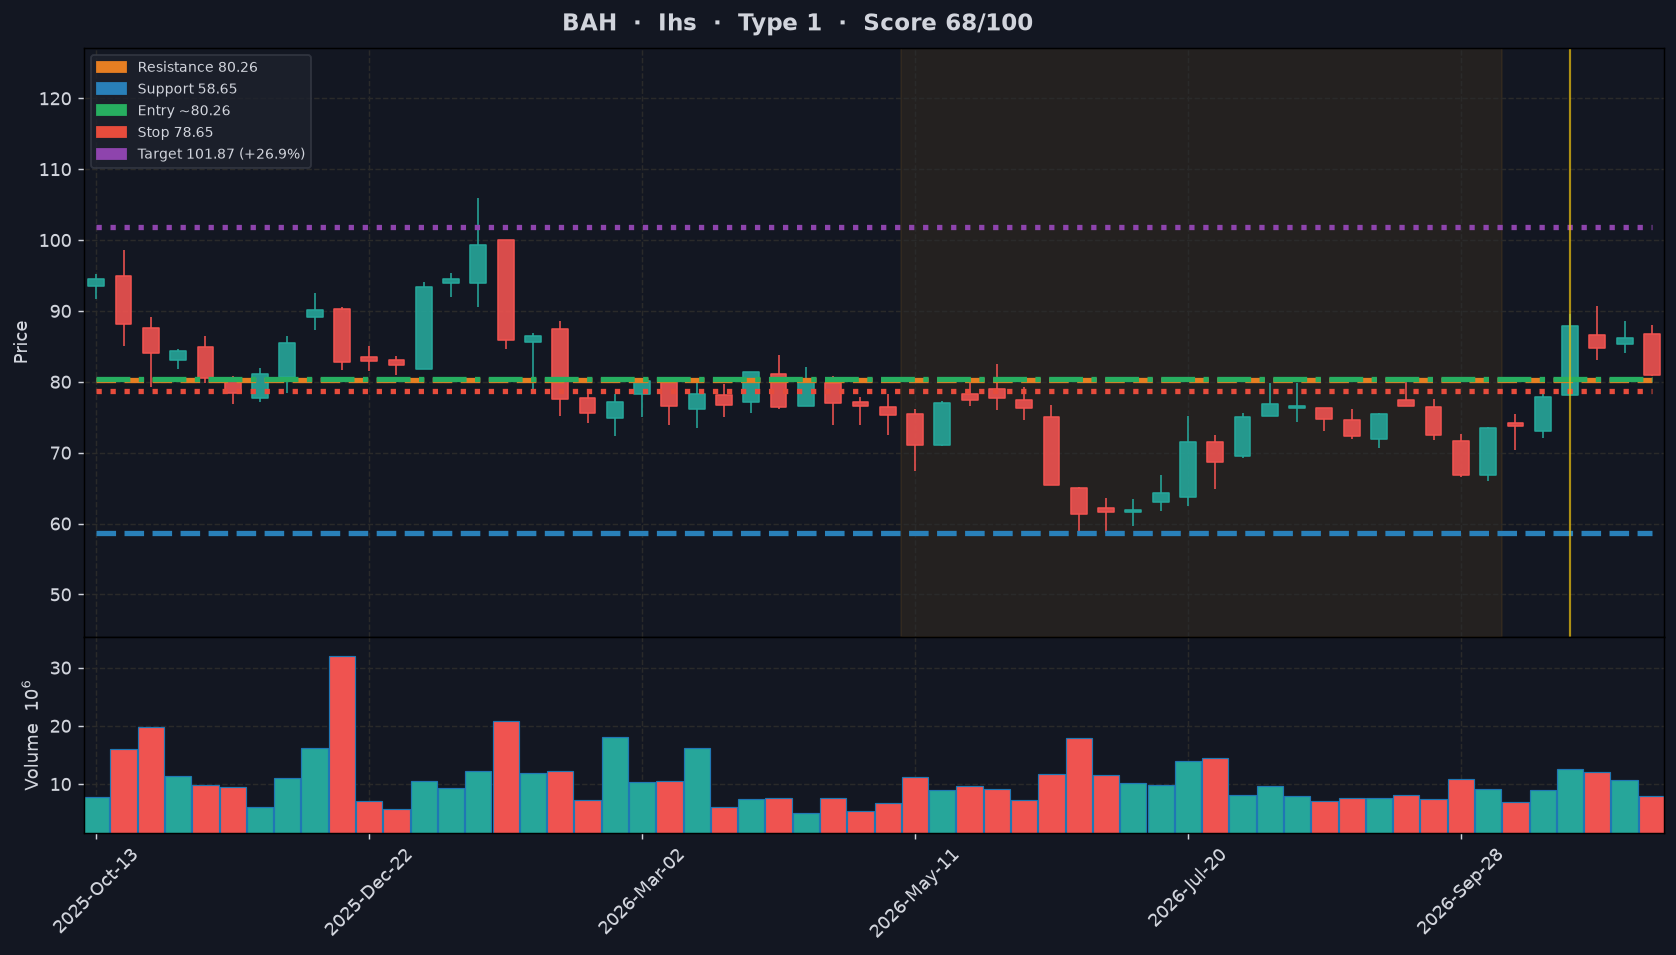 BAH · Ihs · Type 1 · Score 68/100
Resistance 80.26
Support 58.65
Entry ~80.26
Stop 78.65
Target 101.87 (+26.9%)
Price
120
110
100
90
80
70
60
50
Volume 10⁶
30
20
10
2025-Oct-13
2025-Dec-22
2026-Mar-02
2026-May-11
2026-Jul-20
2026-Sep-28